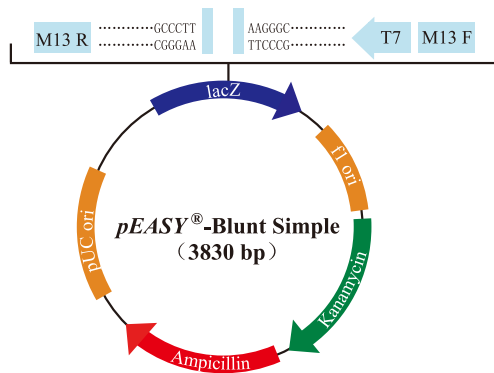 M13 R
GCCCTT
AAGGGC
CGGGAA
TTCCCG
T7
M13 F
lacZ
f1 ori
pEASY®-Blunt Simple
(3830 bp)
pUC ori
Kanamycin
Ampicillin